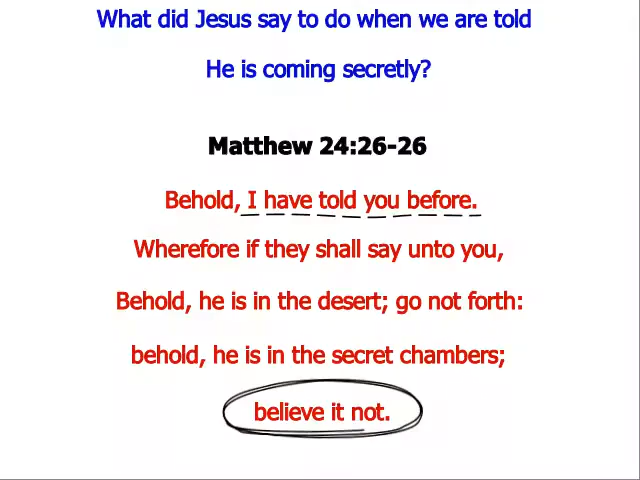 What did Jesus say to do when we are told
He is coming secretly?
Matthew 24:26-26
Behold, I have told you before.
Wherefore if they shall say unto you,
Behold, he is in the desert; go not forth:
behold, he is in the secret chambers;
believe it not.